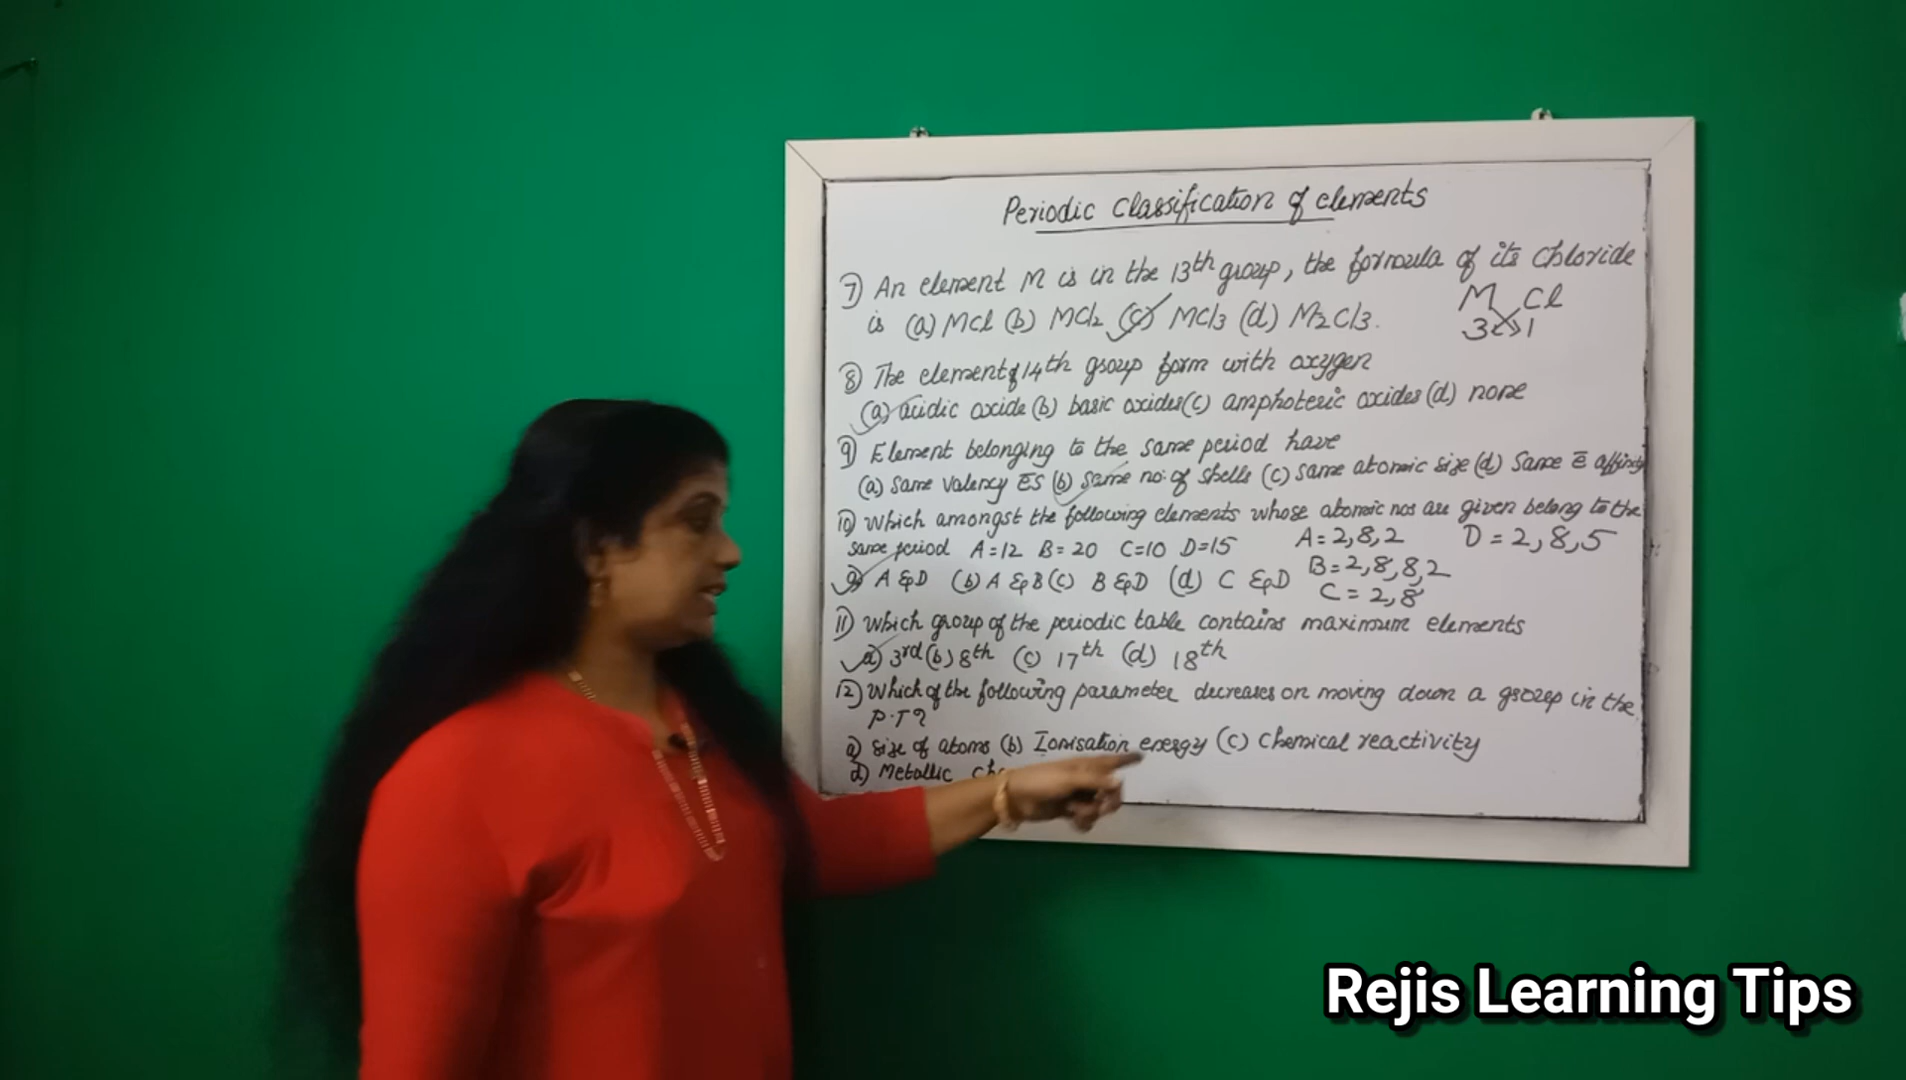 Periodic Classification of elements
7) An element M is in the 13th group, the formula of its chloride
is (a) MCl (b) MCl2 (c) MCl3 (d) M2Cl3.
M Cl
3 1
8) The element of 14th group form with oxygen
(a) acidic oxide (b) basic oxides (c) amphoteric oxides (d) none
9) Element belonging to the same period have
(a) same valency ES (b) same no: of shells (c) same atomic size (d) same ē affinity
10) Which amongst the following elements whose atomic nos are given belong to the
same period A=12 B=20 C=10 D=15
A=2,8,2 D=2,8,5
B=2,8,8,2
C=2,8
a) A & D (b) A & B (c) B & D (d) C & D
11) Which group of the periodic table contains maximum elements
a) 3rd (b) 8th (c) 17th (d) 18th
12) Which of the following parameter decreases on moving down a group in the
P.T?
a) Size of atoms (b) Ionisation energy (c) Chemical reactivity
d) Metallic
Rejis Learning Tips